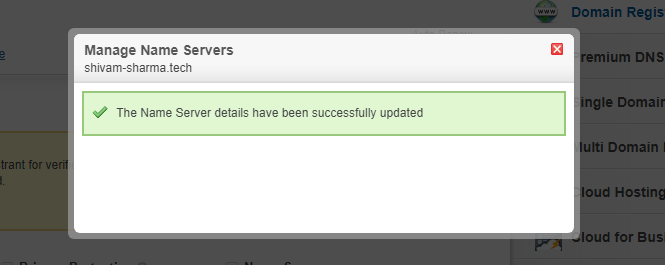 Manage Name Servers
shivam-sharma.tech
The Name Server details have been successfully updated
Domain Regis
Premium DNS
Single Domain
Multi Domain
Cloud Hosting
Cloud for Busi
e
trant for verif